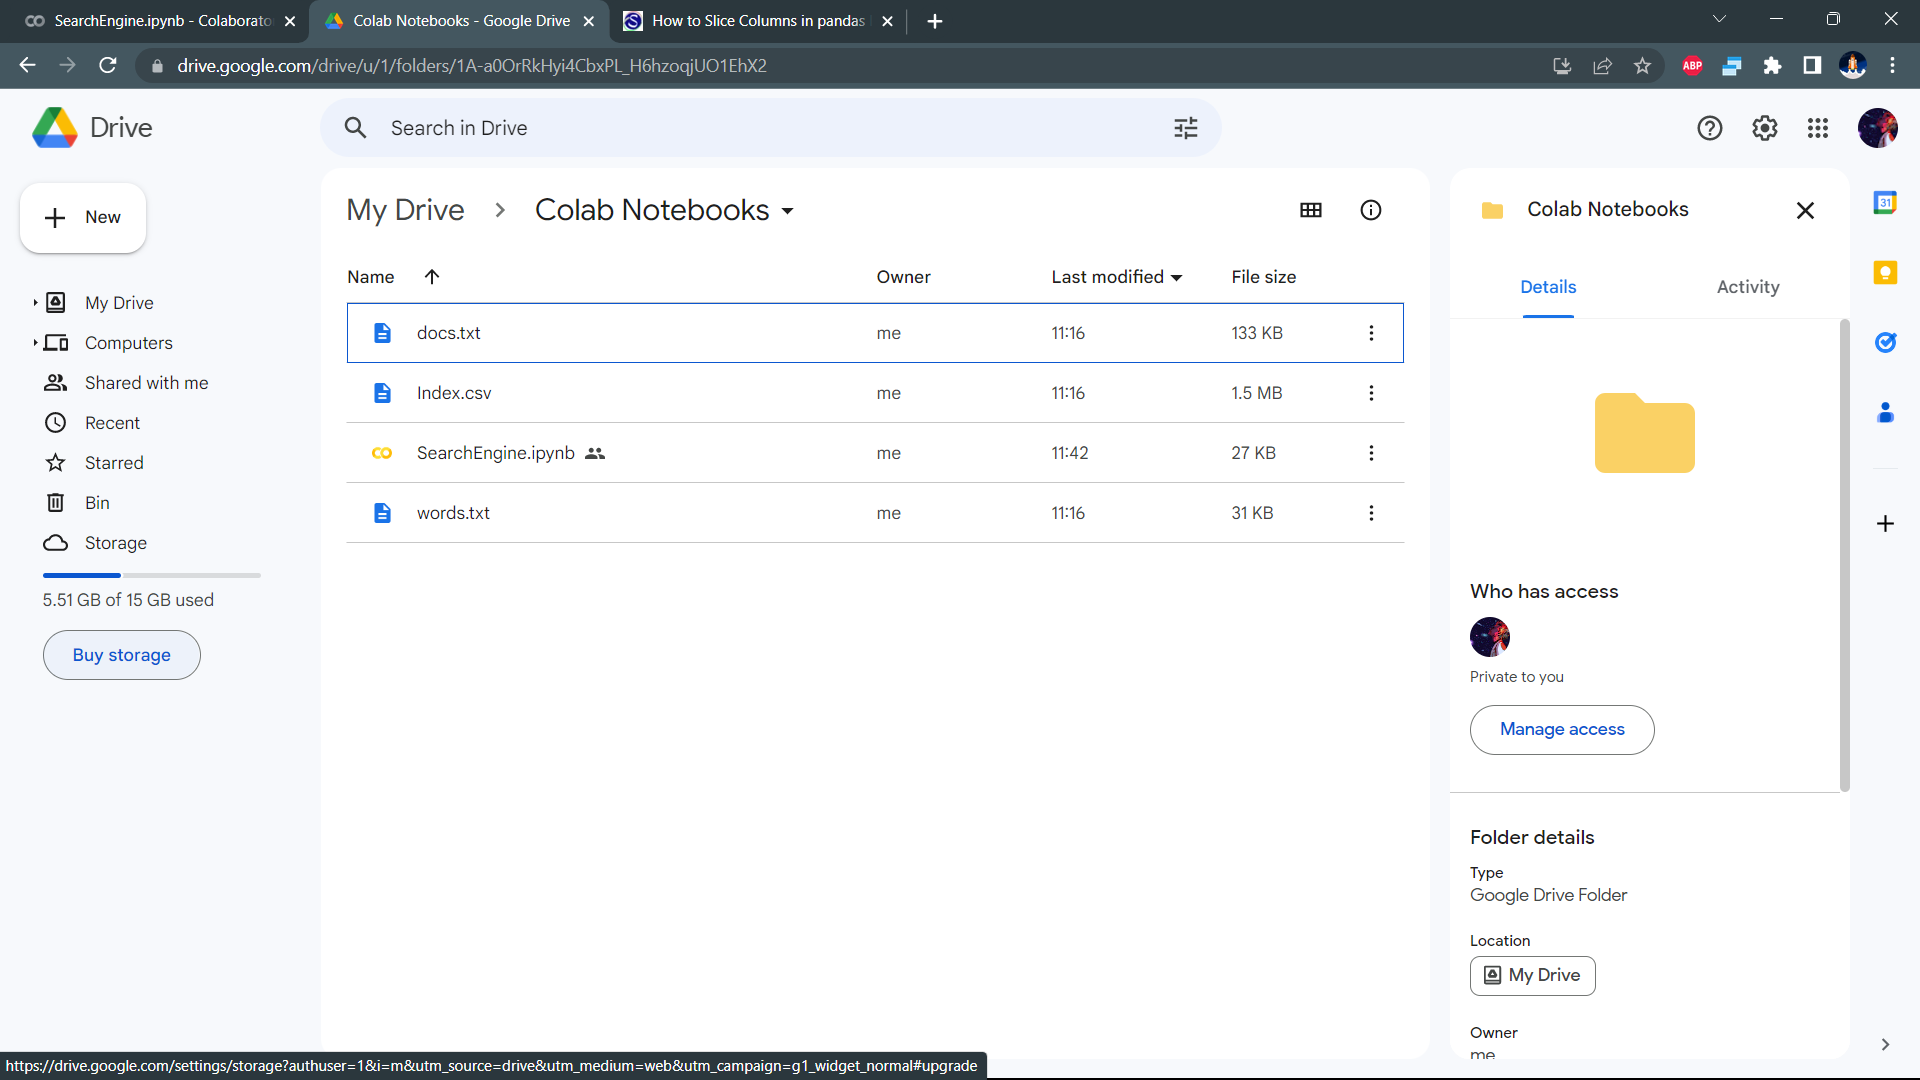 SearchEngine.ipynb - Colaborato
Colab Notebooks - Google Drive
How to Slice Columns in pandas
drive.google.com/drive/u/1/folders/1A-a0OrRkHyi4CbxPL_H6hzoqjUO1EhX2
ABP
Drive
Search in Drive
New
My Drive
Computers
Shared with me
Recent
Starred
Bin
Storage
5.51 GB of 15 GB used
Buy storage
My Drive Colab Notebooks
Name Owner Last modified File size
docs.txt me 11:16 133 KB
Index.csv me 11:16 1.5 MB
SearchEngine.ipynb me 11:42 27 KB
words.txt me 11:16 31 KB
Colab Notebooks
Details Activity
Who has access
Private to you
Manage access
Folder details
Type
Google Drive Folder
Location
My Drive
Owner
me
31
https://drive.google.com/settings/storage?authuser=1&i=m&utm_source=drive&utm_medium=web&utm_campaign=g1_widget_normal#upgrade